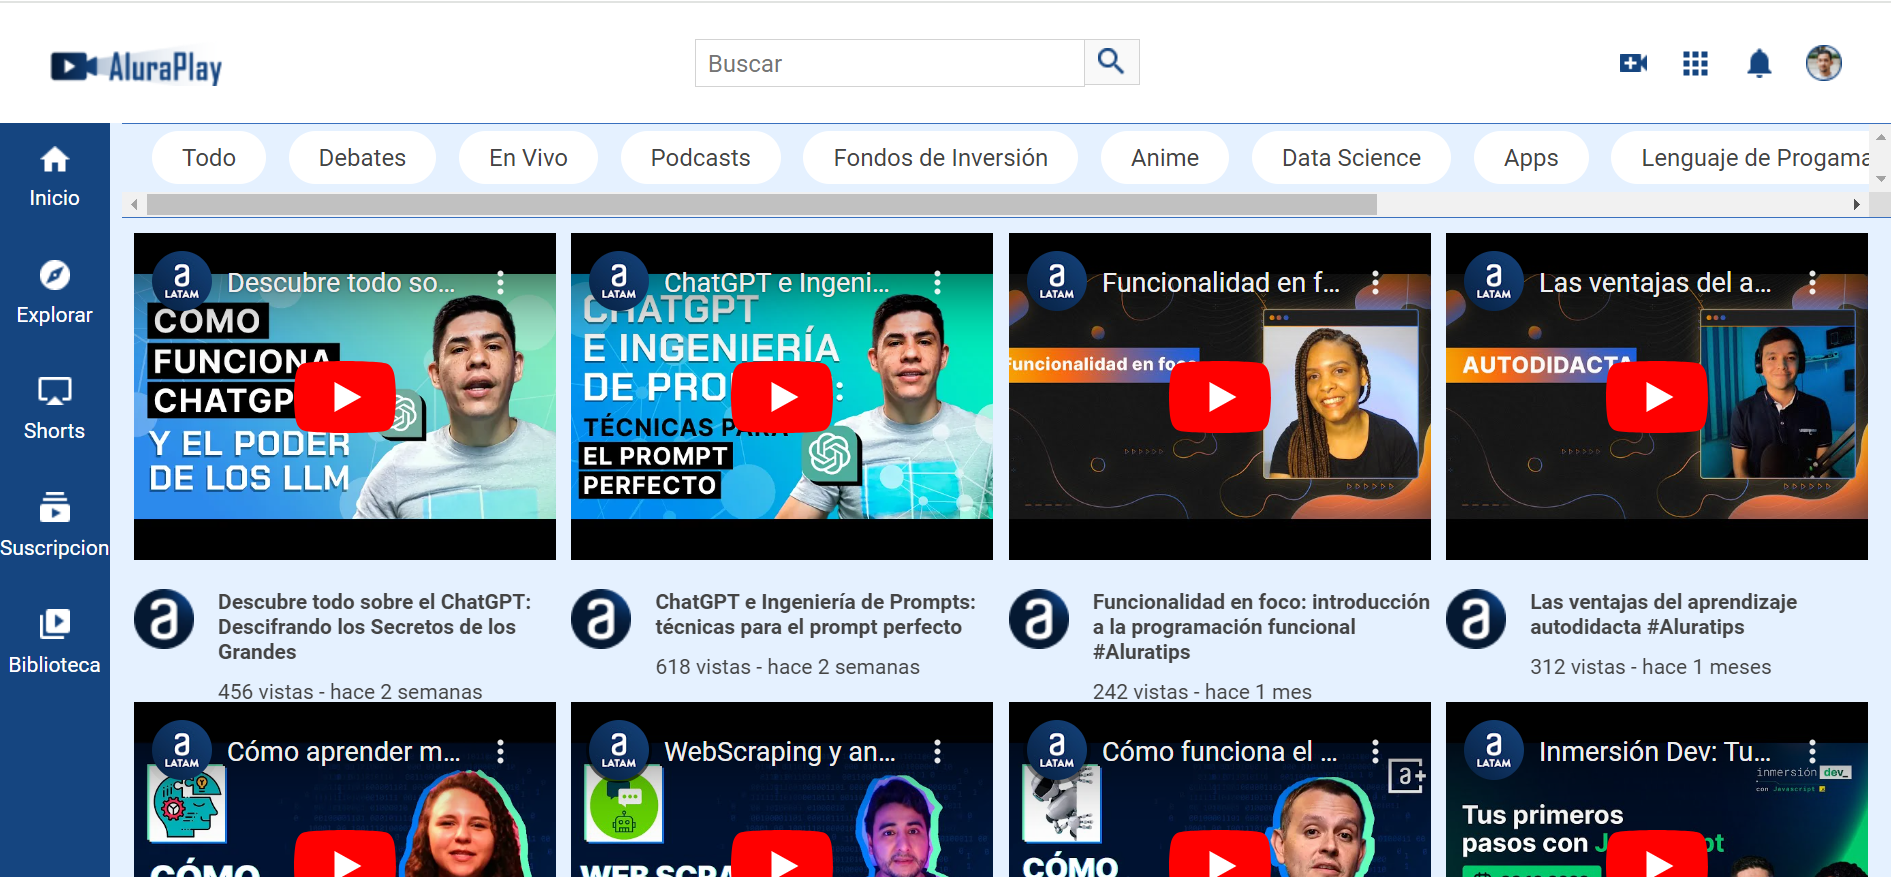 AluraPlay
Buscar
Inicio
Explorar
Shorts
Suscripcion
Biblioteca
Todo
Debates
En Vivo
Podcasts
Fondos de Inversión
Anime
Data Science
Apps
Lenguaje de Progama
a
LATAM
Descubre todo so...
CÓMO
FUNCIONA
CHATGP
Y EL PODER
DE LOS LLM
a
LATAM
ChatGPT e Ingeni...
CHATGPT
E INGENIERÍA
DE PRO :
TÉCNICAS PARA
EL PROMPT
PERFECTO
a
LATAM
Funcionalidad en f...
Funcionalidad en foco
a
LATAM
Las ventajas del a...
AUTODIDACTA
a
Descubre todo sobre el ChatGPT:
Descifrando los Secretos de los
Grandes
456 vistas - hace 2 semanas
a
ChatGPT e Ingeniería de Prompts:
técnicas para el prompt perfecto
618 vistas - hace 2 semanas
a
Funcionalidad en foco: introducción
a la programación funcional
#Aluratips
242 vistas - hace 1 mes
a
Las ventajas del aprendizaje
autodidacta #Aluratips
312 vistas - hace 1 meses
a
LATAM
Cómo aprender m...
CÓMO
a
LATAM
WebScraping y an...
WEB SCRA
a
LATAM
Cómo funciona el ...
a+
CÓMO
a
LATAM
Inmersión Dev: Tu...
inmersión dev_
con Javascript
Tus primeros
pasos con J pt